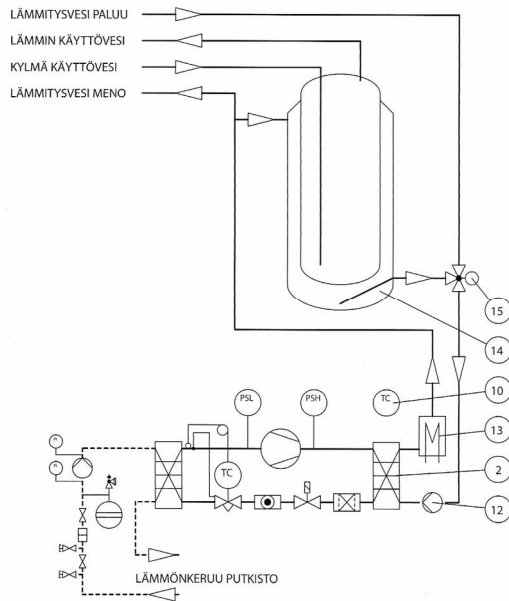 LÄMMITYSVESI PALUU
LÄMMIN KÄYTTÖVESI
KYLMÄ KÄYTTÖVESI
LÄMMITYSVESI MENO
15
14
PSL
PSH
TC
10
13
TC
2
12
LÄMMÖNKERUU PUTKISTO